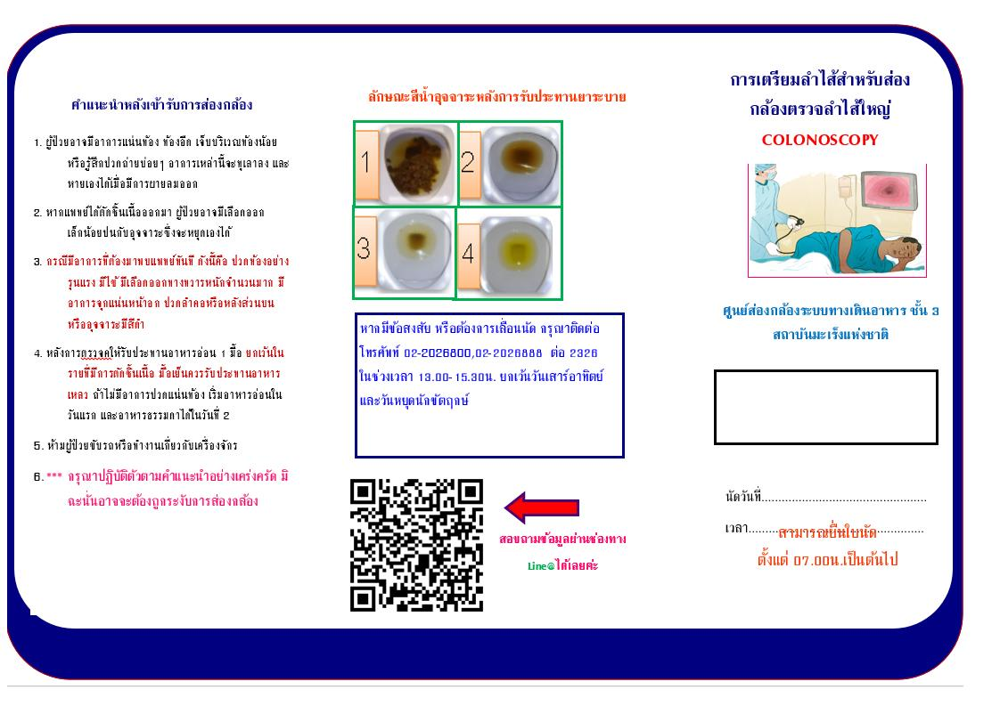 คำแนะนำหลังเข้ารับการส่องกล้อง
1. ผู้ป่วยอาจมีอาการแน่นท้อง ท้องอืด เจ็บบริเวณท้องน้อย
หรือรู้สึกปวดถ่ายบ่อยๆ อาการเหล่านี้จะทุเลาลง และ
หายเองได้เมื่อมีการผายลมออก
2. หากแพทย์ได้ตัดชิ้นเนื้อออกมา ผู้ป่วยอาจมีเลือดออก
เล็กน้อยปนกับอุจจาระซึ่งจะหยุดเองได้
3. กรณีมีอาการที่ต้องมาพบแพทย์ทันที ดังนี้คือ ปวดท้องอย่าง
รุนแรง มีไข้ มีเลือดออกทางทวารหนักจำนวนมาก มี
อาการจุกแน่นหน้าอก ปวดลำคอหรือหลังส่วนบน
หรืออุจจาระมีสีดำ
4. หลังการตรวจดให้รับประทานอาหารอ่อน 1 มื้อ ยกเว้นใน
รายที่มีการตัดชิ้นเนื้อ มื้อเย็นควรรับประทานอาหาร
เหลว ถ้าไม่มีอาการปวดแน่นท้อง เริ่มอาหารอ่อนใน
วันแรก และอาหารธรรมดาได้ในวันที่ 2
5. ห้ามผู้ป่วยขับรถหรือทำงานเกี่ยวกับเครื่องจักร
6. *** กรุณาปฏิบัติตัวตามคำแนะนำอย่างเคร่งครัด มิ
ฉะนั้นอาจจะต้องถูกระงับการส่องกล้อง
ลักษณะสีน้ำอุจจาระหลังการรับประทานยาระบาย
1
2
3
4
หากมีข้อสงสัย หรือต้องการเลื่อนนัด กรุณาติดต่อ
โทรศัพท์ 02-2026800,02-2026888 ต่อ 2326
ในช่วงเวลา 13.00-15.30น. ยกเว้นวันเสาร์อาทิตย์
และวันหยุดนักขัตฤกษ์
สอบถามข้อมูลผ่านช่องทาง
Line@ได้เลยค่ะ
การเตรียมลำไส้สำหรับส่อง
กล้องตรวจลำไส้ใหญ่
COLONOSCOPY
ศูนย์ส่องกล้องระบบทางเดินอาหาร ชั้น 3
สถาบันมะเร็งแห่งชาติ
นัดวันที่.................................................
เวลา....................................................
สามารถยื่นใบนัด
ตั้งแต่ 07.00น.เป็นต้นไป